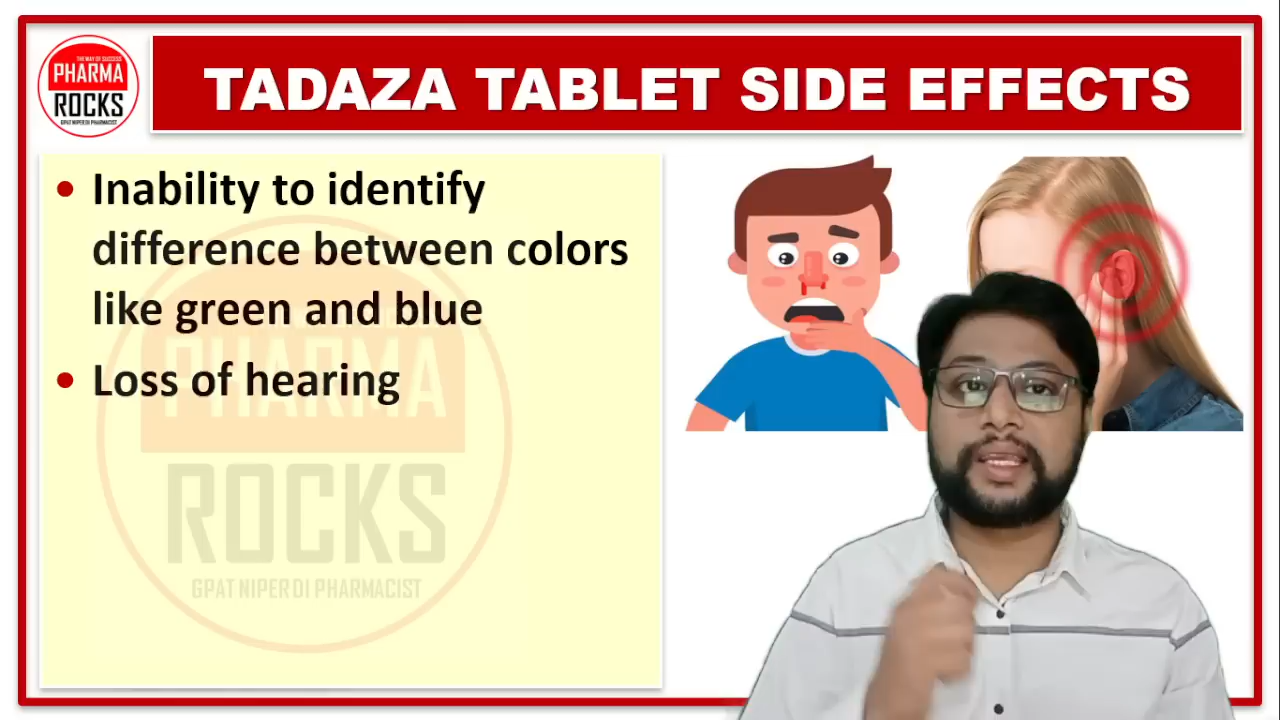 THE WAY OF SUCCESS
PHARMA
ROCKS
GPAT NIPER DI PHARMACIST
TADAZA TABLET SIDE EFFECTS
• Inability to identify
difference between colors
like green and blue
• Loss of hearing
PHARMA
ROCKS
GPAT NIPER DI PHARMACIST